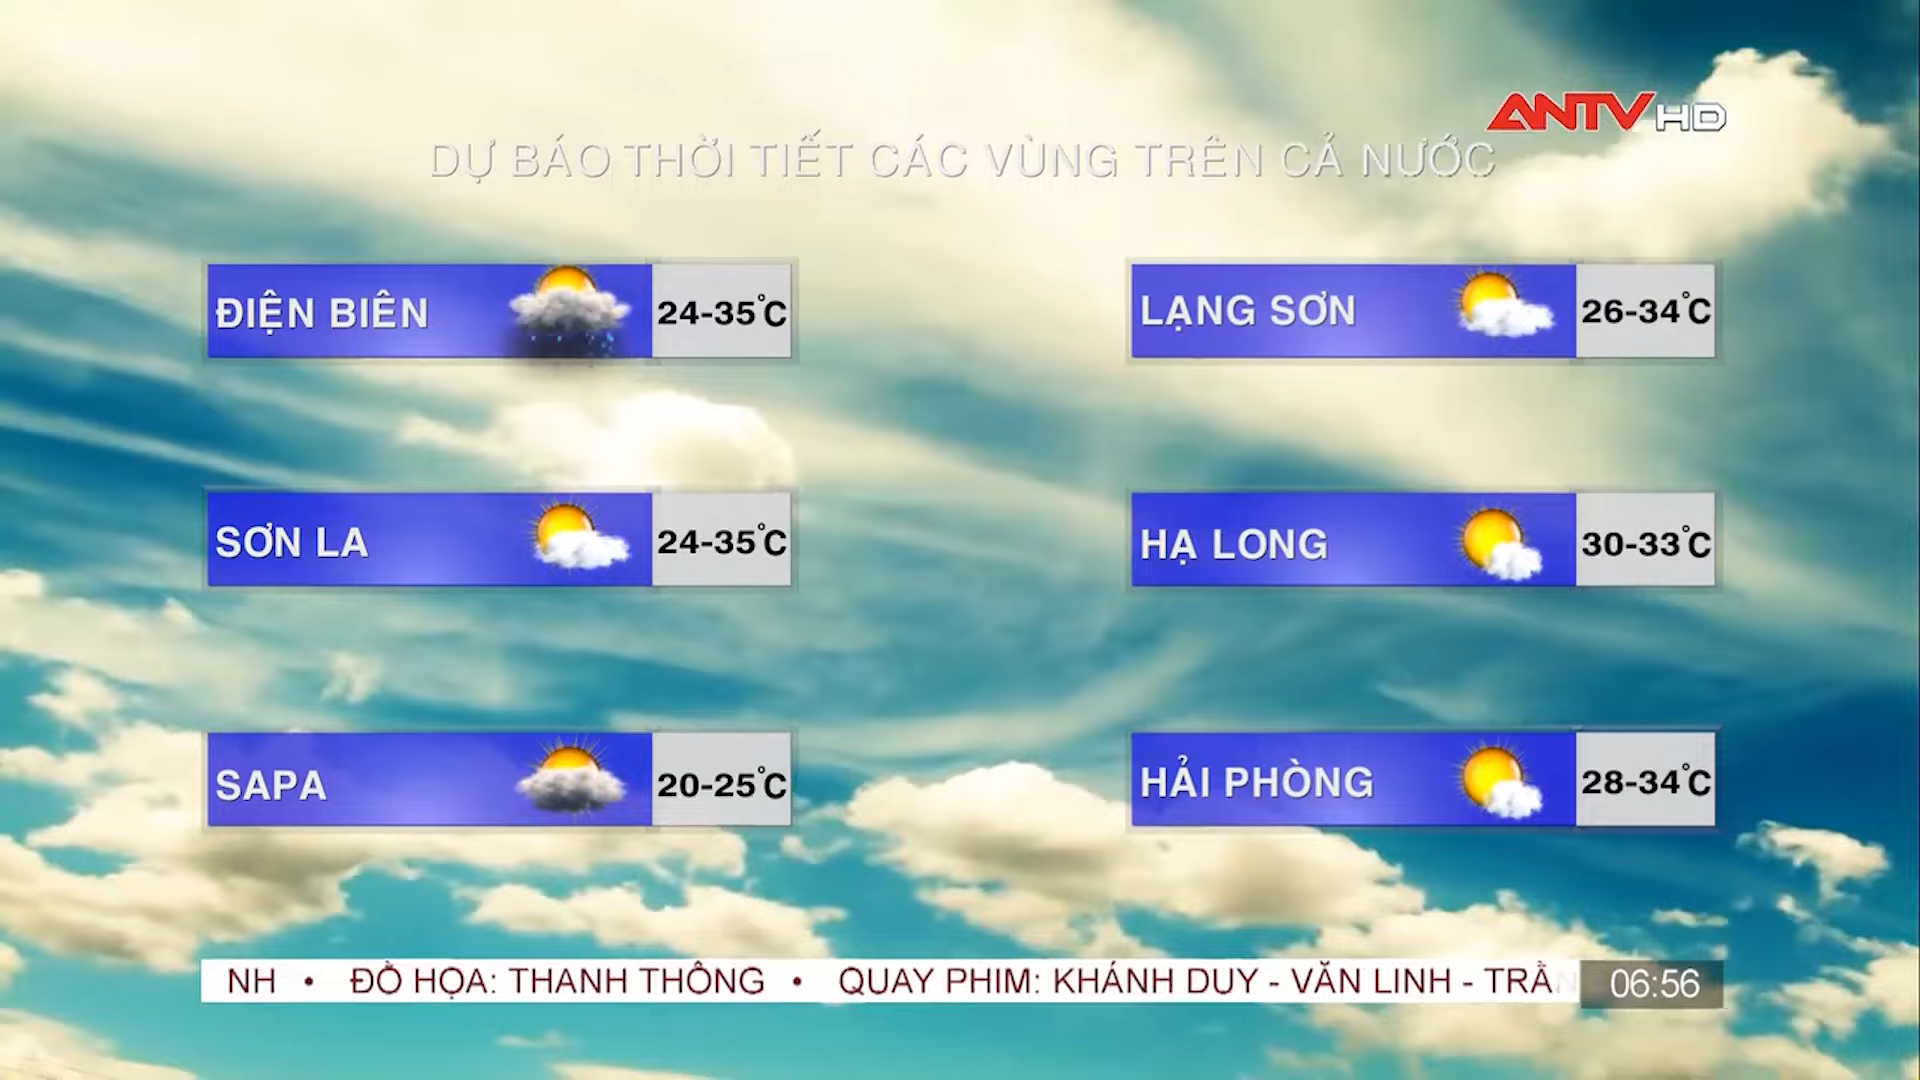 ANTV HD
DỰ BÁO THỜI TIẾT CÁC VÙNG TRÊN CẢ NƯỚC
ĐIỆN BIÊN 24-35°C
LẠNG SƠN 26-34°C
SƠN LA 24-35°C
HẠ LONG 30-33°C
SAPA 20-25°C
HẢI PHÒNG 28-34°C
NH • ĐỒ HỌA: THANH THÔNG • QUAY PHIM: KHÁNH DUY - VĂN LINH - TRẦN 06:56